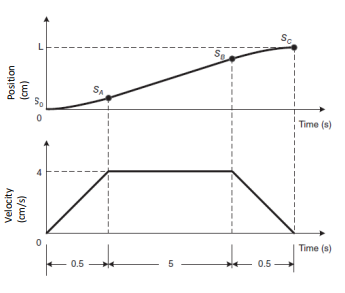 L
S_C
S_B
Position
(cm)
S_A
S_0
0
Time (s)
4
Velocity
(cm/s)
0
Time (s)
0.5
5
0.5